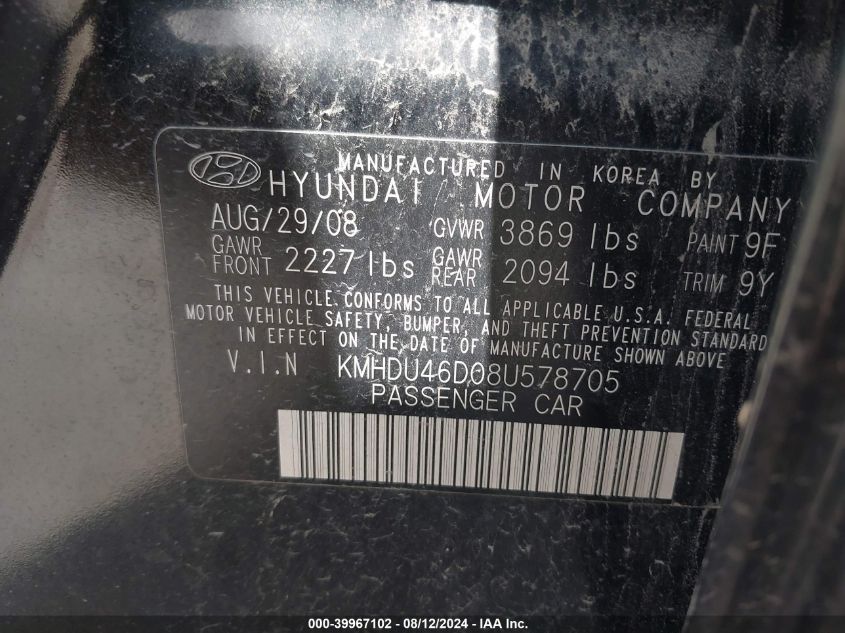 MANUFACTURED IN KOREA BY
HYUNDAI MOTOR COMPANY
AUG/29/08 GVWR 3869 lbs PAINT 9F
GAWR FRONT 2227 lbs GAWR REAR 2094 lbs TRIM 9Y
THIS VEHICLE CONFORMS TO ALL APPLICABLE U.S.A. FEDERAL
MOTOR VEHICLE SAFETY, BUMPER, AND THEFT PREVENTION STANDARD
IN EFFECT ON THE DATE OF MANUFACTURE SHOWN ABOVE
V.I.N KMHDU46D08U578705
PASSENGER CAR
000-39967102 - 08/12/2024 - IAA Inc.